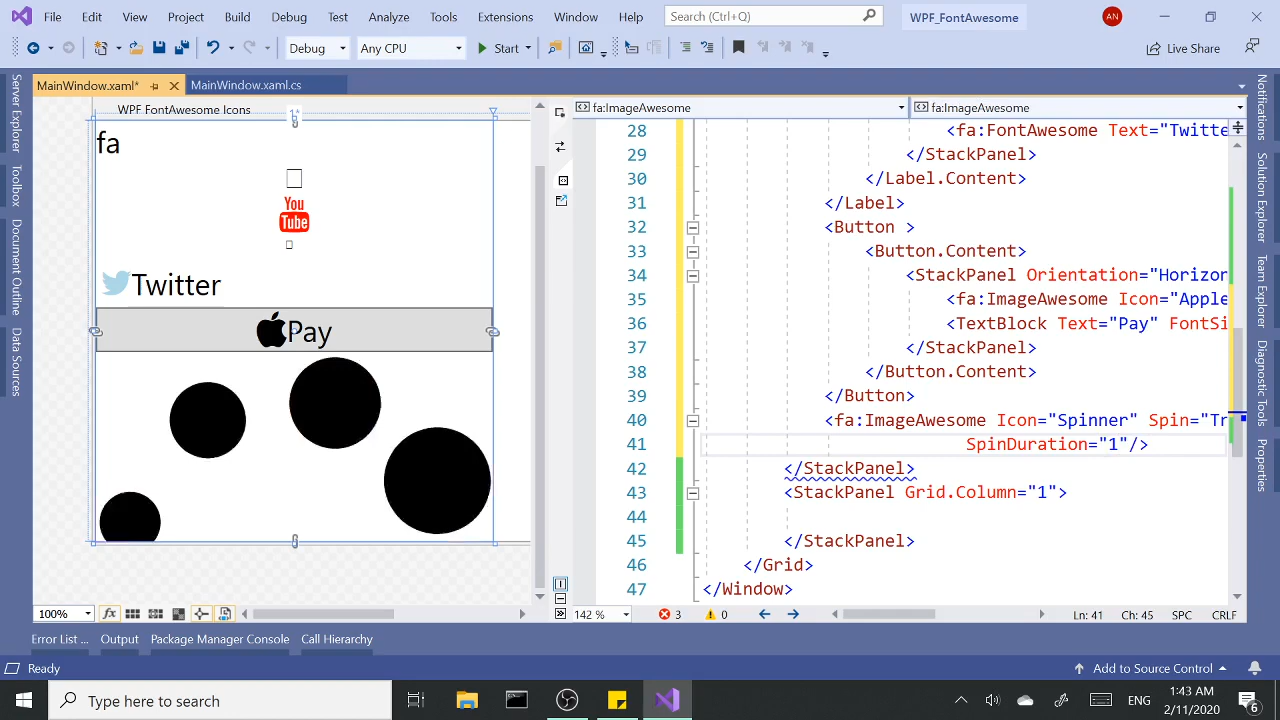 File Edit View Project Build Debug Test Analyze Tools Extensions Window Help Search (Ctrl+Q) WPF_FontAwesome AN
Debug Any CPU Start Live Share
MainWindow.xaml* MainWindow.xaml.cs
Server Explorer
Toolbox
Document Outline
Data Sources
WPF FontAwesome Icons
1*
fa
You
Tube
Twitter
Pay
fa:ImageAwesome fa:ImageAwesome
28 <fa:FontAwesome Text="Twitte
29 </StackPanel>
30 </Label.Content>
31 </Label>
32 <Button >
33 <Button.Content>
34 <StackPanel Orientation="Horizon
35 <fa:ImageAwesome Icon="Apple
36 <TextBlock Text="Pay" FontSi
37 </StackPanel>
38 </Button.Content>
39 </Button>
40 <fa:ImageAwesome Icon="Spinner" Spin="Tr
41 SpinDuration="1"/>
42 </StackPanel>
43 <StackPanel Grid.Column="1">
44
45 </StackPanel>
46 </Grid>
47 </Window>
Notifications
Solution Explorer
Team Explorer
Diagnostic Tools
Properties
100% fx 142 % 3 0 Ln: 41 Ch: 45 SPC CRLF
Error List ... Output Package Manager Console Call Hierarchy
Ready Add to Source Control
Type here to search ENG 1:43 AM
2/11/2020 6